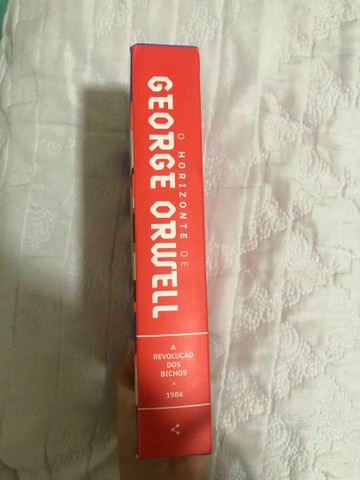 O HORIZONTE DE
GEORGE ORWELL
A
REVOLUÇÃO
DOS
BICHOS
•
1984